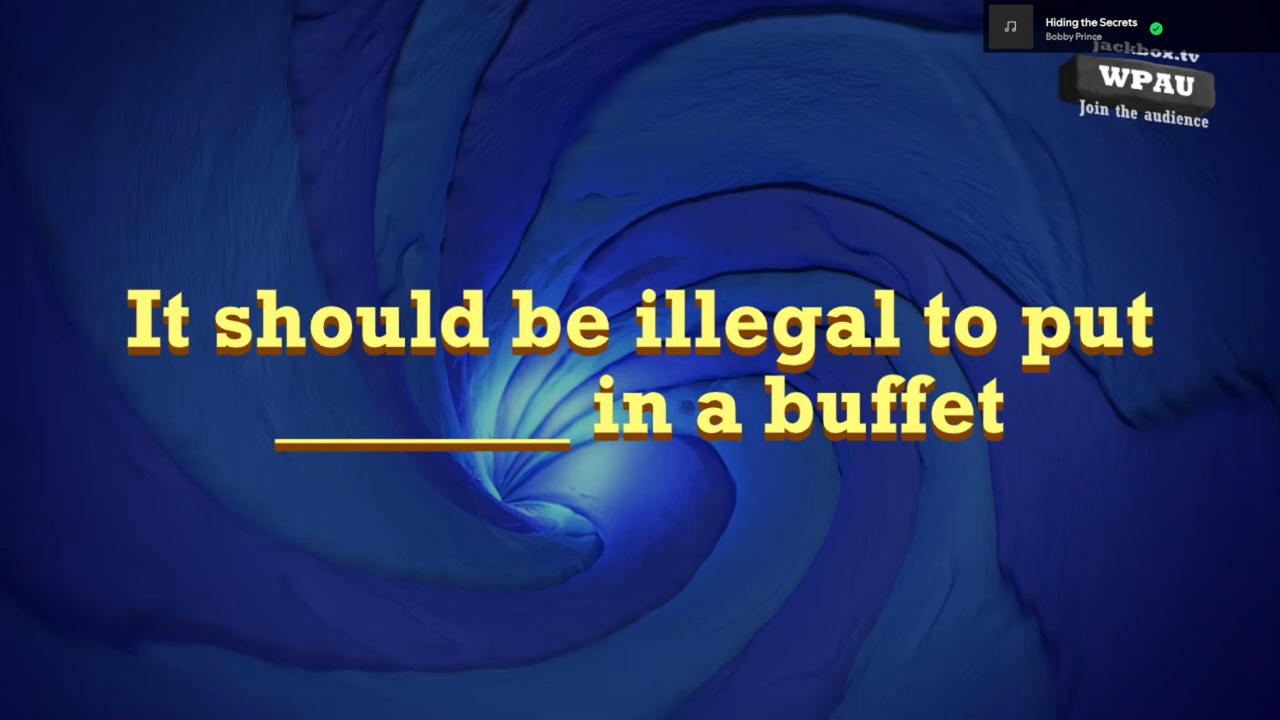 Hiding the Secrets
Bobby Prince
jackbox.tv
WPAU
Join the audience
It should be illegal to put
__________ in a buffet